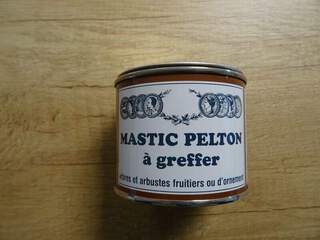 MASTIC PELTON
à greffer
arbres et arbustes fruitiers ou d'ornement